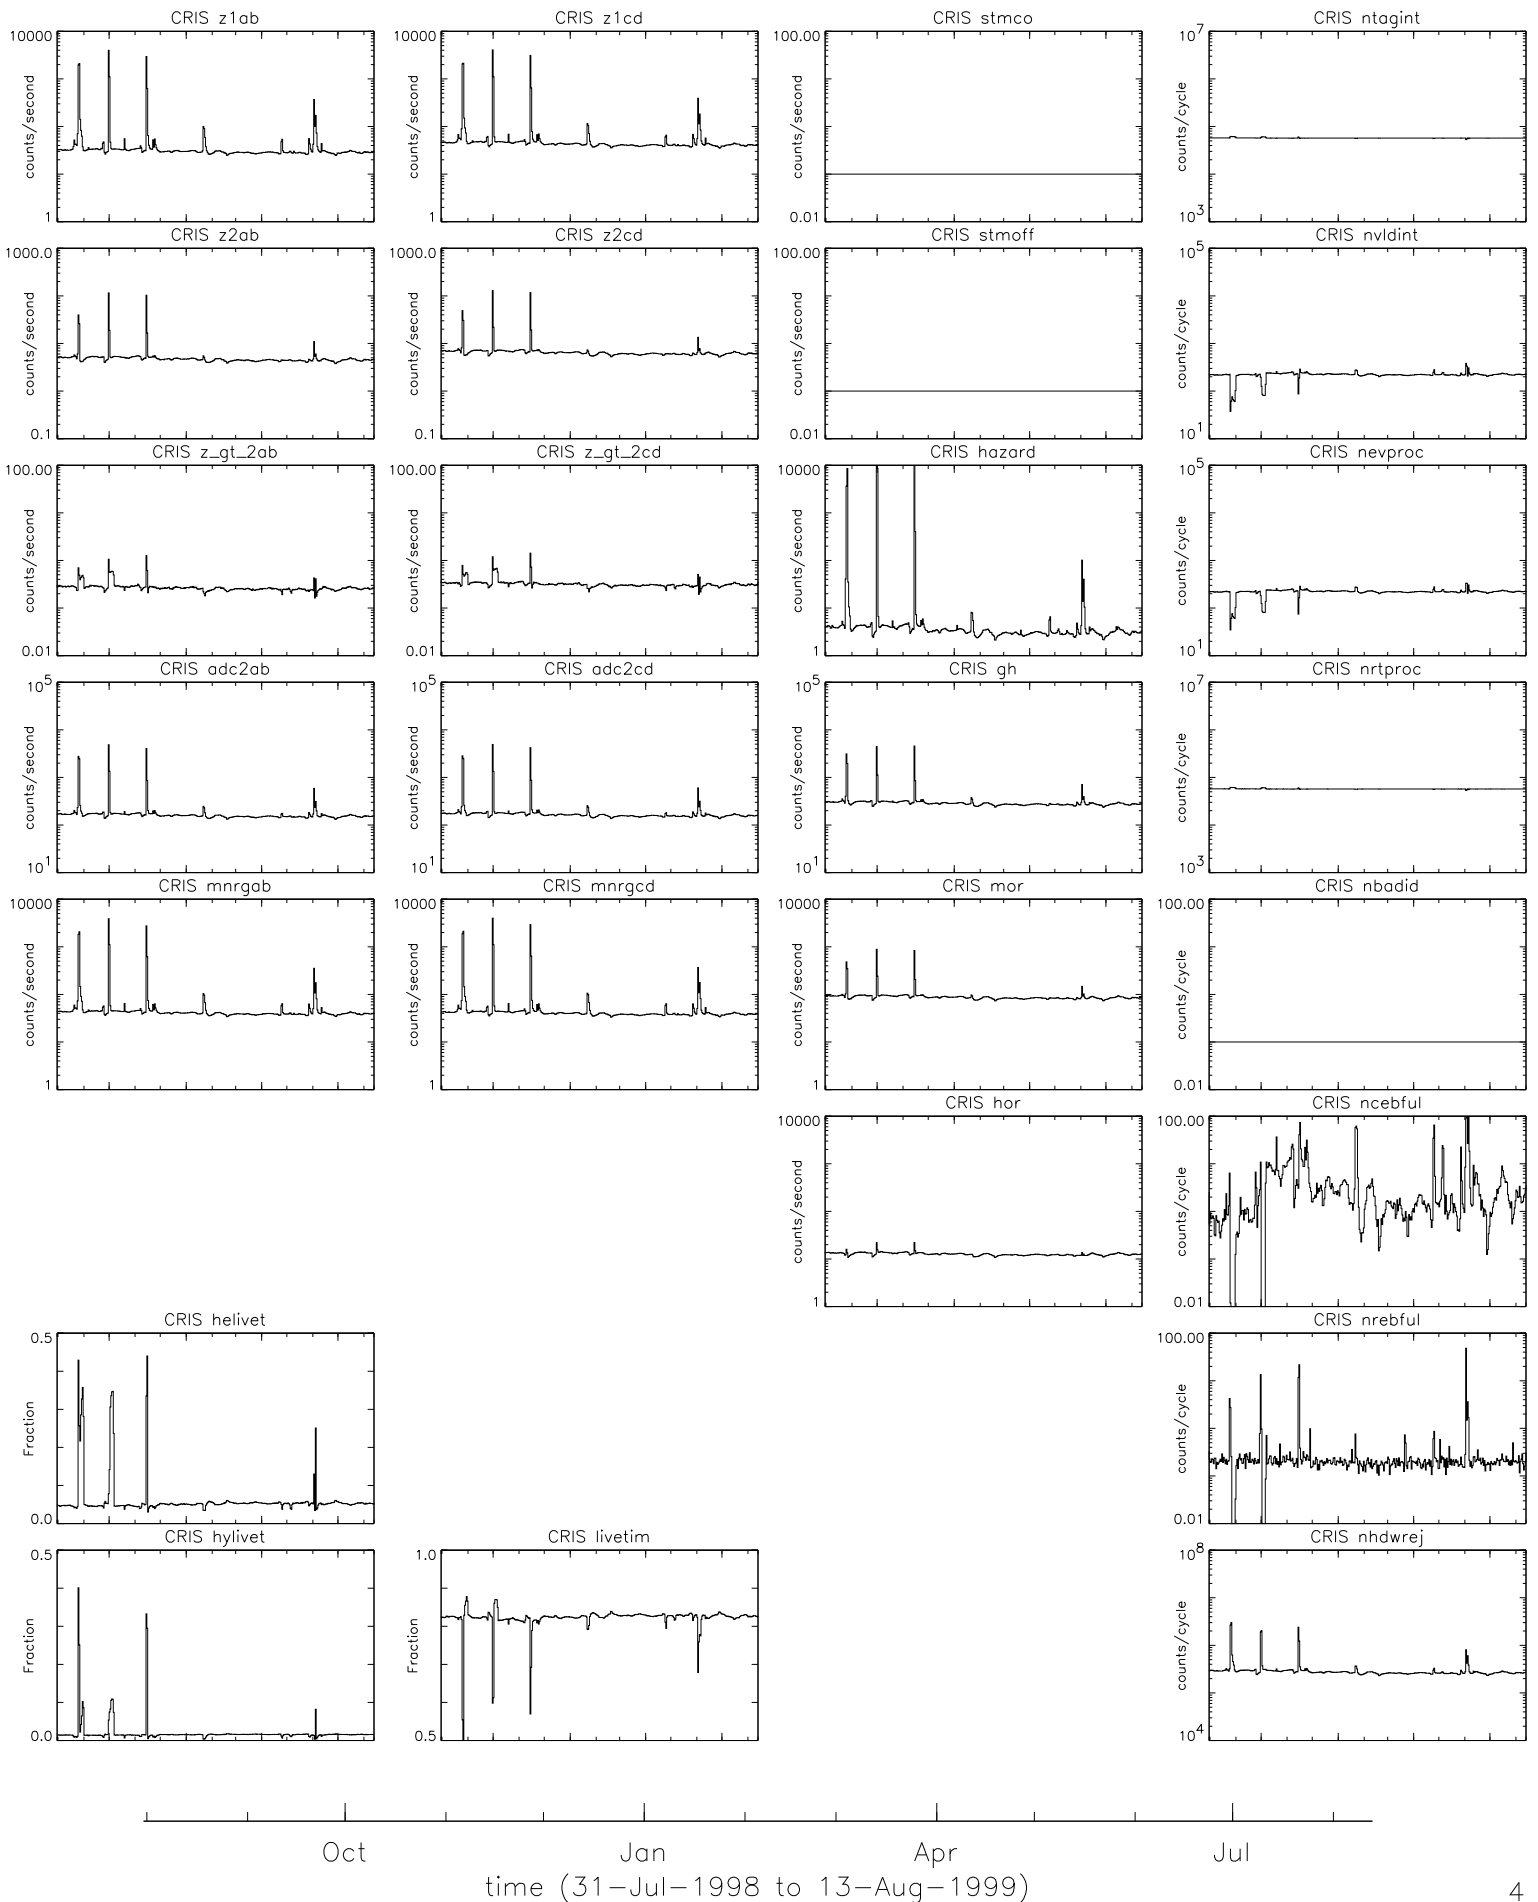 CRIS z1ab
10000
counts/second
1
CRIS z1cd
10000
counts/second
1
CRIS stmco
100.00
counts/second
0.01
CRIS ntagint
10^7
counts/cycle
10^3
CRIS z2ab
1000.0
counts/second
0.1
CRIS z2cd
1000.0
counts/second
0.1
CRIS stmoff
100.00
counts/second
0.01
CRIS nvldint
10^5
counts/cycle
10^1
CRIS z_gt_2ab
100.00
counts/second
0.01
CRIS z_gt_2cd
100.00
counts/second
0.01
CRIS hazard
10000
counts/second
1
CRIS nevproc
10^5
counts/cycle
10^1
CRIS adc2ab
10^5
counts/second
10^1
CRIS adc2cd
10^5
counts/second
10^1
CRIS gh
10^5
counts/second
10^1
CRIS nrtproc
10^7
counts/cycle
10^3
CRIS mnrgab
10000
counts/second
1
CRIS mnrgcd
10000
counts/second
1
CRIS mor
10000
counts/second
1
CRIS nbadid
100.00
counts/cycle
0.01
CRIS hor
10000
counts/second
1
CRIS ncebful
100.00
counts/cycle
0.01
CRIS helivet
0.5
Fraction
0.0
CRIS nrebful
100.00
counts/cycle
0.01
CRIS hylivet
0.5
Fraction
0.0
CRIS livetim
1.0
Fraction
0.5
CRIS nhdwrej
10^8
counts/cycle
10^4
Oct Jan Apr Jul
time (31-Jul-1998 to 13-Aug-1999)
4